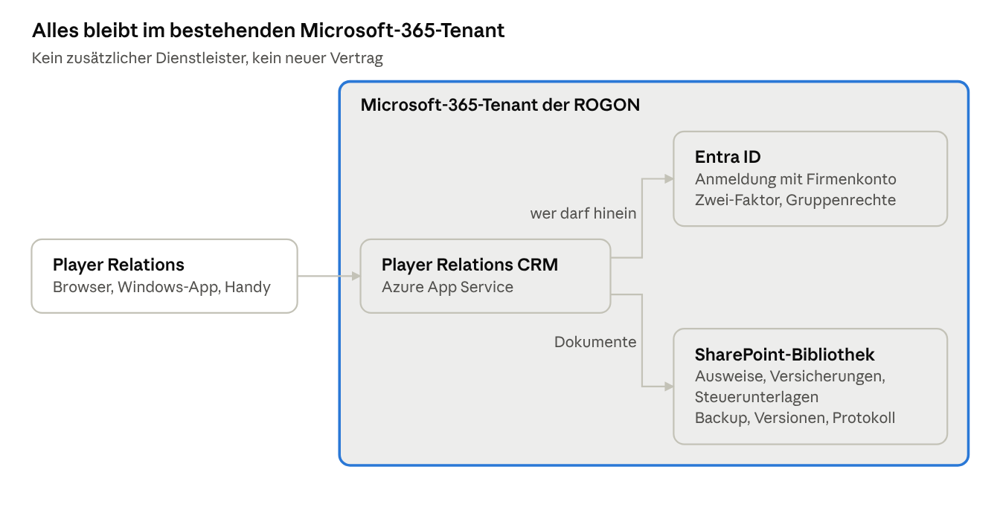 Alles bleibt im bestehenden Microsoft-365-Tenant
Kein zusätzlicher Dienstleister, kein neuer Vertrag
Microsoft-365-Tenant der ROGON
Entra ID
Anmeldung mit Firmenkonto
Zwei-Faktor, Gruppenrechte
wer darf hinein
Player Relations
Browser, Windows-App, Handy
Player Relations CRM
Azure App Service
Dokumente
SharePoint-Bibliothek
Ausweise, Versicherungen,
Steuerunterlagen
Backup, Versionen, Protokoll